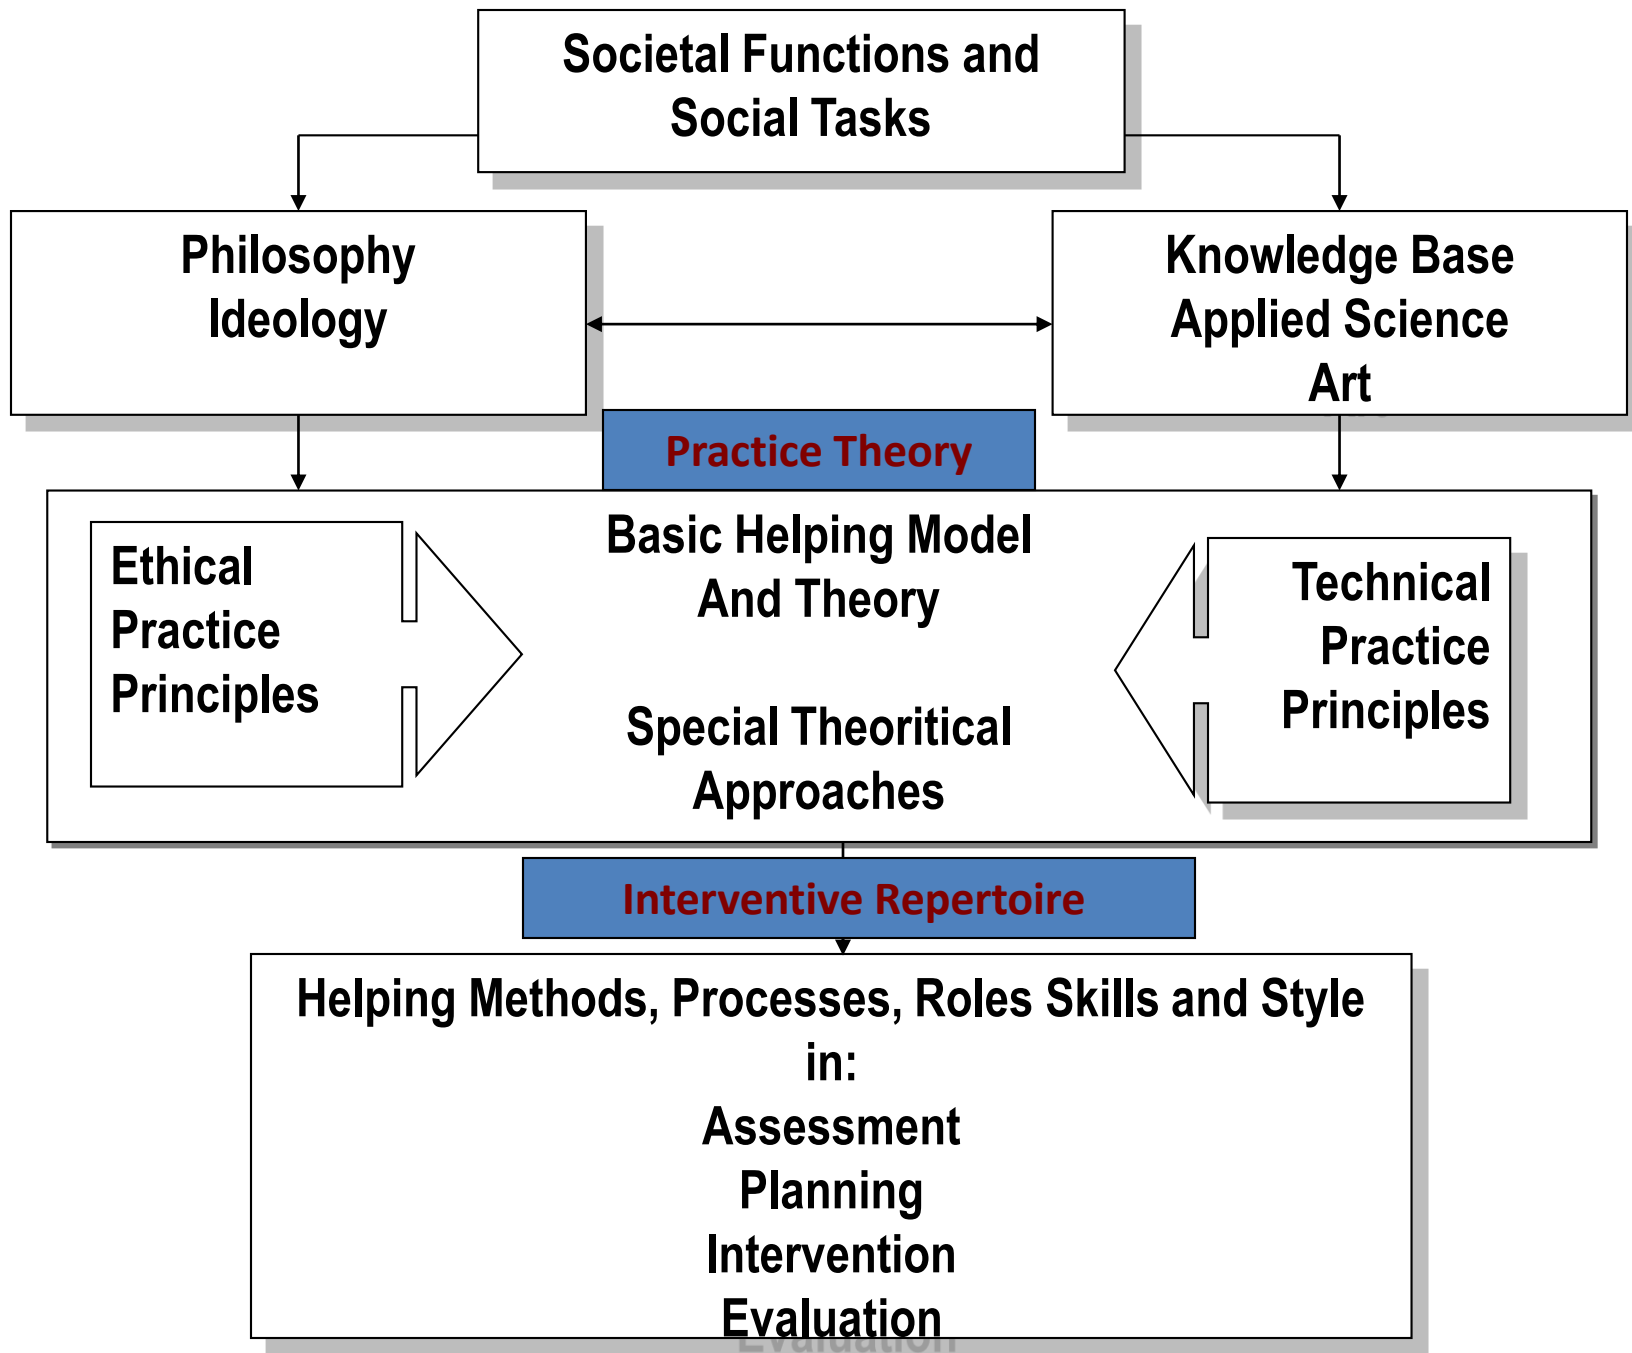 Societal Functions and
Social Tasks
Philosophy
Ideology
Knowledge Base
Applied Science
Art
Practice Theory
Ethical
Practice
Principles
Basic Helping Model
And Theory
Special Theoritical
Approaches
Technical
Practice
Principles
Interventive Repertoire
Helping Methods, Processes, Roles Skills and Style
in:
Assessment
Planning
Intervention
Evaluation